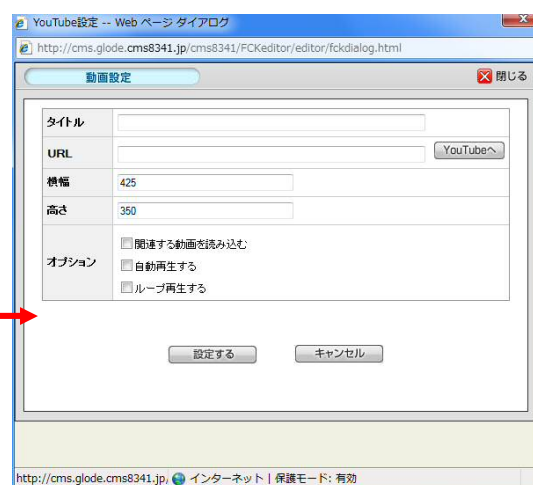 YouTube設定 -- Web ページ ダイアログ
http://cms.glode.cms8341.jp/cms8341/FCKeditor/editor/fckdialog.html
動画設定 閉じる
タイトル
URL YouTubeへ
横幅 425
高さ 350
オプション
関連する動画を読み込む
自動再生する
ループ再生する
設定する キャンセル
http://cms.glode.cms8341.jp, インターネット | 保護モード: 有効